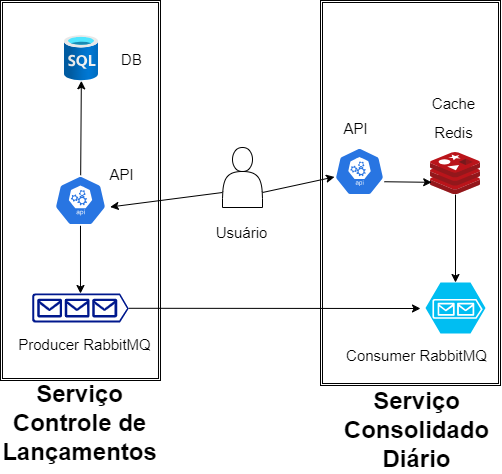 SQL
DB
API
api
Producer RabbitMQ
Serviço
Controle de
Lançamentos
Usuário
API
api
Cache
Redis
Consumer RabbitMQ
Serviço
Consolidado
Diário